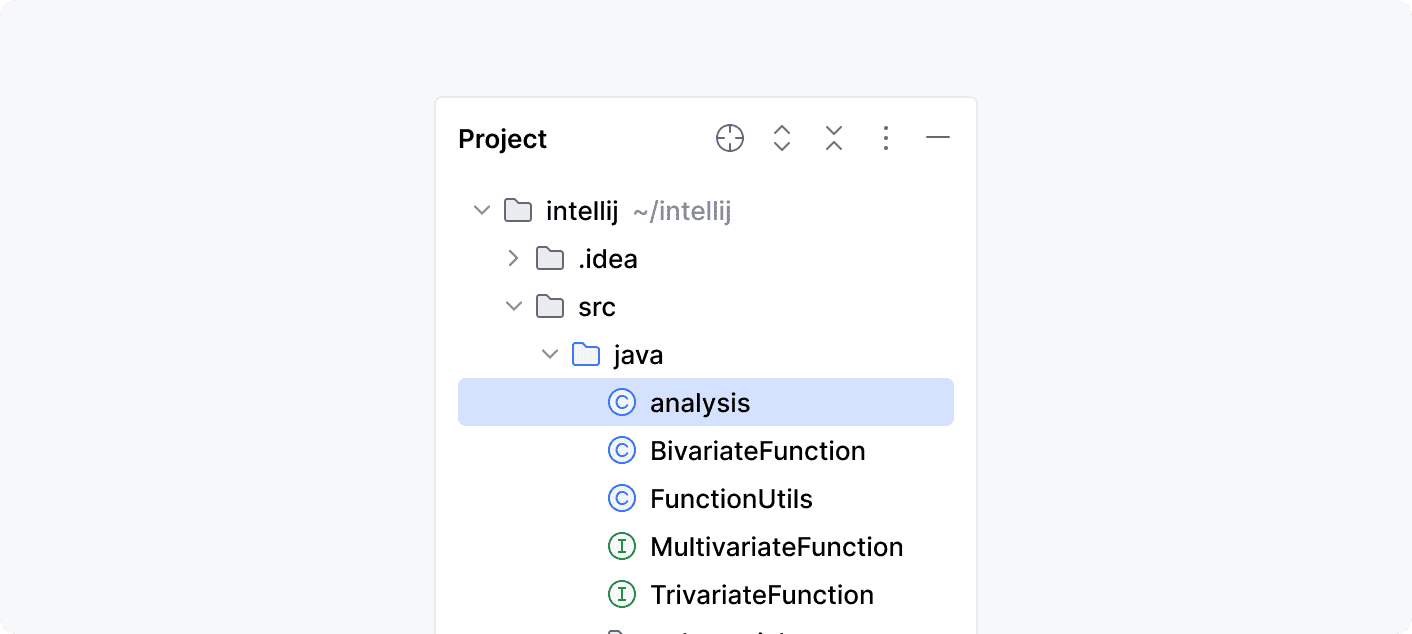 Project
intellij ~/intellij
.idea
src
java
C analysis
C BivariateFunction
C FunctionUtils
I MultivariateFunction
I TrivariateFunction